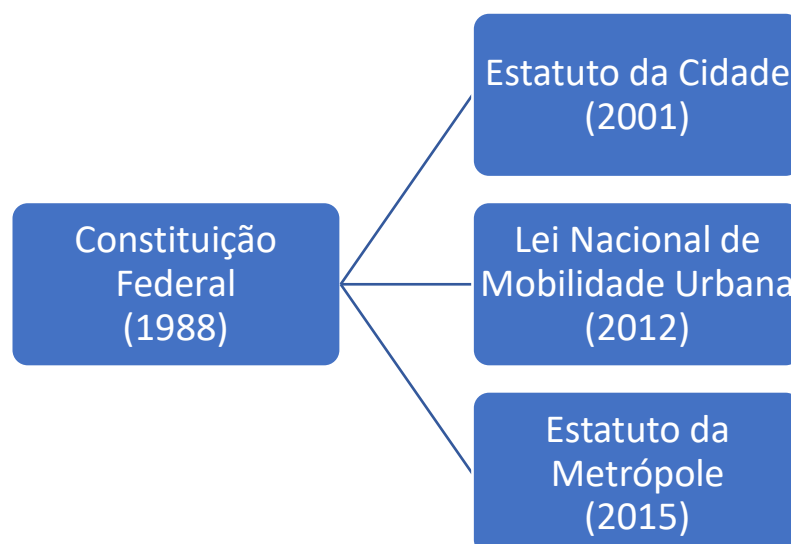 Constituição
Federal
(1988)
Estatuto da Cidade
(2001)
Lei Nacional de
Mobilidade Urbana
(2012)
Estatuto da
Metrópole
(2015)